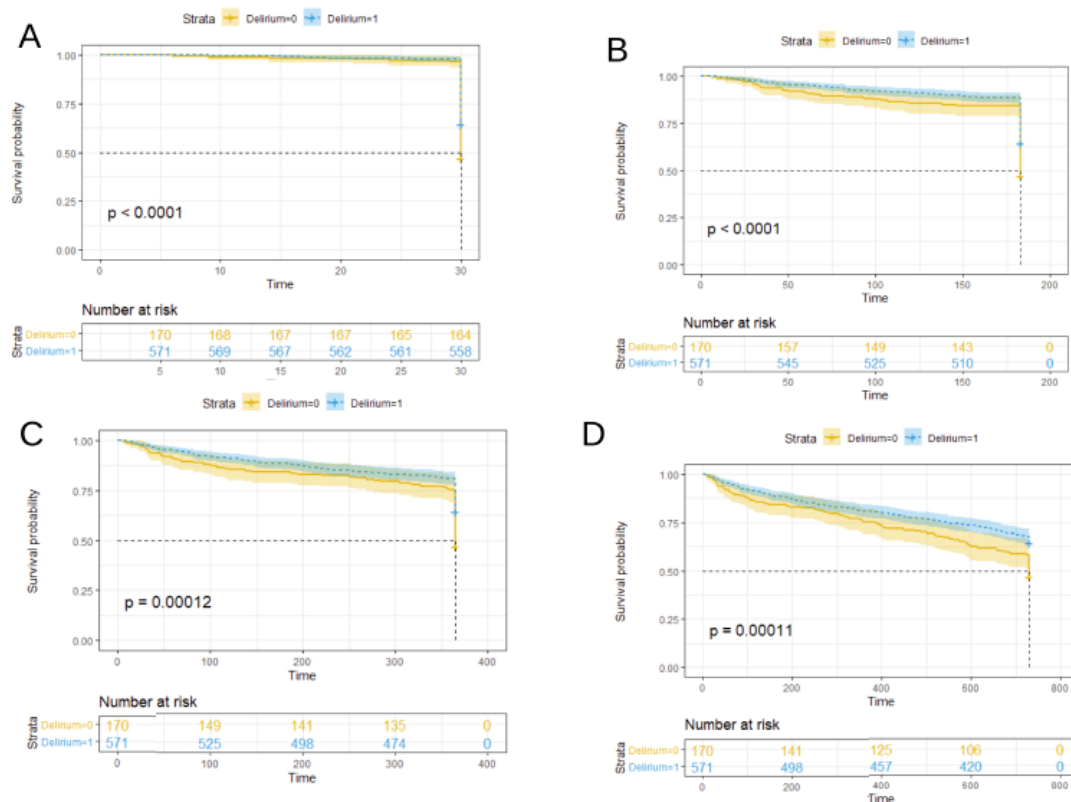 A
Strata Delirium=0 Delirium=1
Survival probability
1.00
0.75
0.50
0.25
0.00
p < 0.0001
0 10 20 30
Time
Number at risk
Strata
Delirium=0 170 168 167 167 165 164
Delirium=1 571 569 567 562 561 558
5 10 15 20 25 30
B
Strata Delirium=0 Delirium=1
Survival probability
1.00
0.75
0.50
0.25
0.00
p < 0.0001
0 50 100 150 200
Time
Number at risk
Strata
Delirium=0 170 157 149 143 0
Delirium=1 571 545 525 510 0
0 50 100 150 200
Time
C
Strata Delirium=0 Delirium=1
Survival probability
1.00
0.75
0.50
0.25
0.00
p = 0.00012
0 100 200 300 400
Time
Number at risk
Strata
Delirium=0 170 149 141 135 0
Delirium=1 571 525 498 474 0
0 100 200 300 400
Time
D
Strata Delirium=0 Delirium=1
Survival probability
1.00
0.75
0.50
0.25
0.00
p = 0.00011
0 200 400 600 800
Time
Number at risk
Strata
Delirium=0 170 141 125 106 0
Delirium=1 571 498 457 420 0
0 200 400 600 800
Time